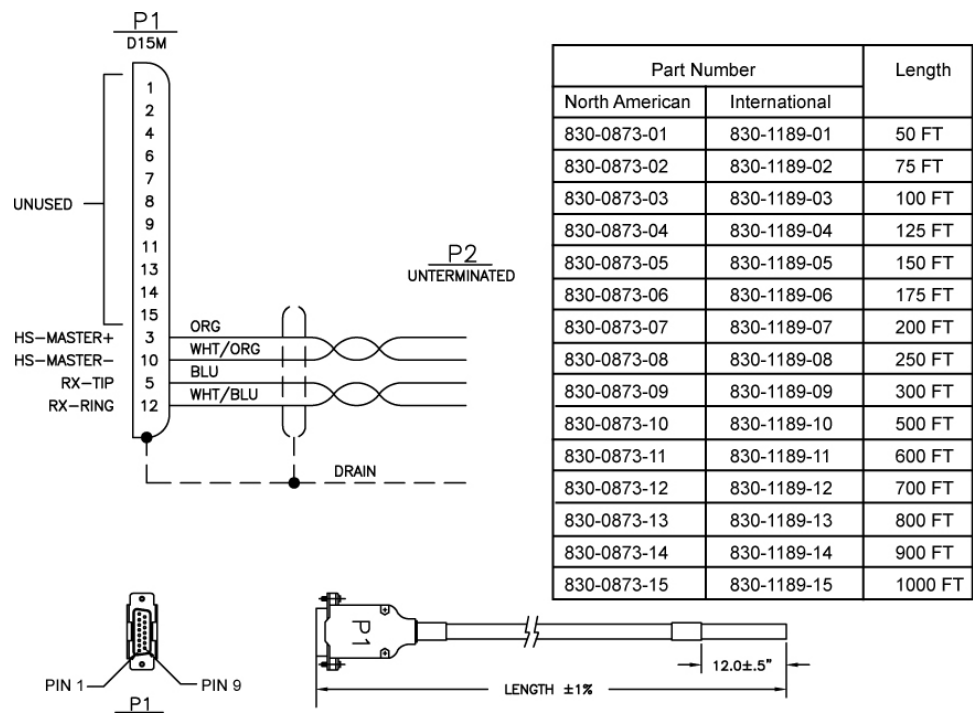 P1
D15M
1
2
4
6
7
8
9
11
13
14
15
3
10
5
12
UNUSED
HS-MASTER+
HS-MASTER-
RX-TIP
RX-RING
ORG
WHT/ORG
BLU
WHT/BLU
DRAIN
P2
UNTERMINATED
Part Number Length
North American International
830-0873-01 830-1189-01 50 FT
830-0873-02 830-1189-02 75 FT
830-0873-03 830-1189-03 100 FT
830-0873-04 830-1189-04 125 FT
830-0873-05 830-1189-05 150 FT
830-0873-06 830-1189-06 175 FT
830-0873-07 830-1189-07 200 FT
830-0873-08 830-1189-08 250 FT
830-0873-09 830-1189-09 300 FT
830-0873-10 830-1189-10 500 FT
830-0873-11 830-1189-11 600 FT
830-0873-12 830-1189-12 700 FT
830-0873-13 830-1189-13 800 FT
830-0873-14 830-1189-14 900 FT
830-0873-15 830-1189-15 1000 FT
PIN 1
PIN 9
P1
P1
12.0±.5"
LENGTH ±1%